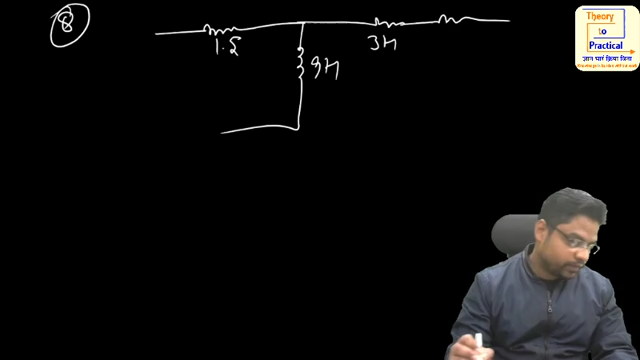 8
1.5
3H
9H
Theory
to
Practical
ज्ञान भारं क्रिया बिना